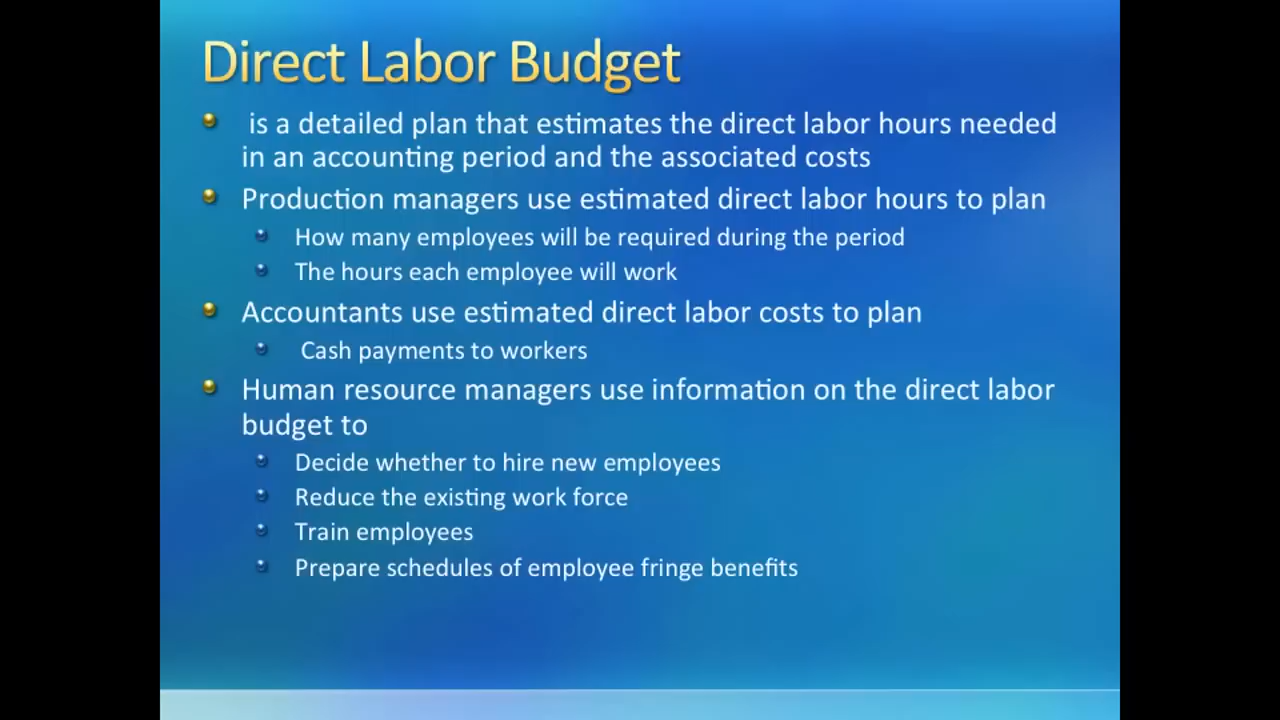 Direct Labor Budget
is a detailed plan that estimates the direct labor hours needed
in an accounting period and the associated costs
Production managers use estimated direct labor hours to plan
How many employees will be required during the period
The hours each employee will work
Accountants use estimated direct labor costs to plan
Cash payments to workers
Human resource managers use information on the direct labor
budget to
Decide whether to hire new employees
Reduce the existing work force
Train employees
Prepare schedules of employee fringe benefits